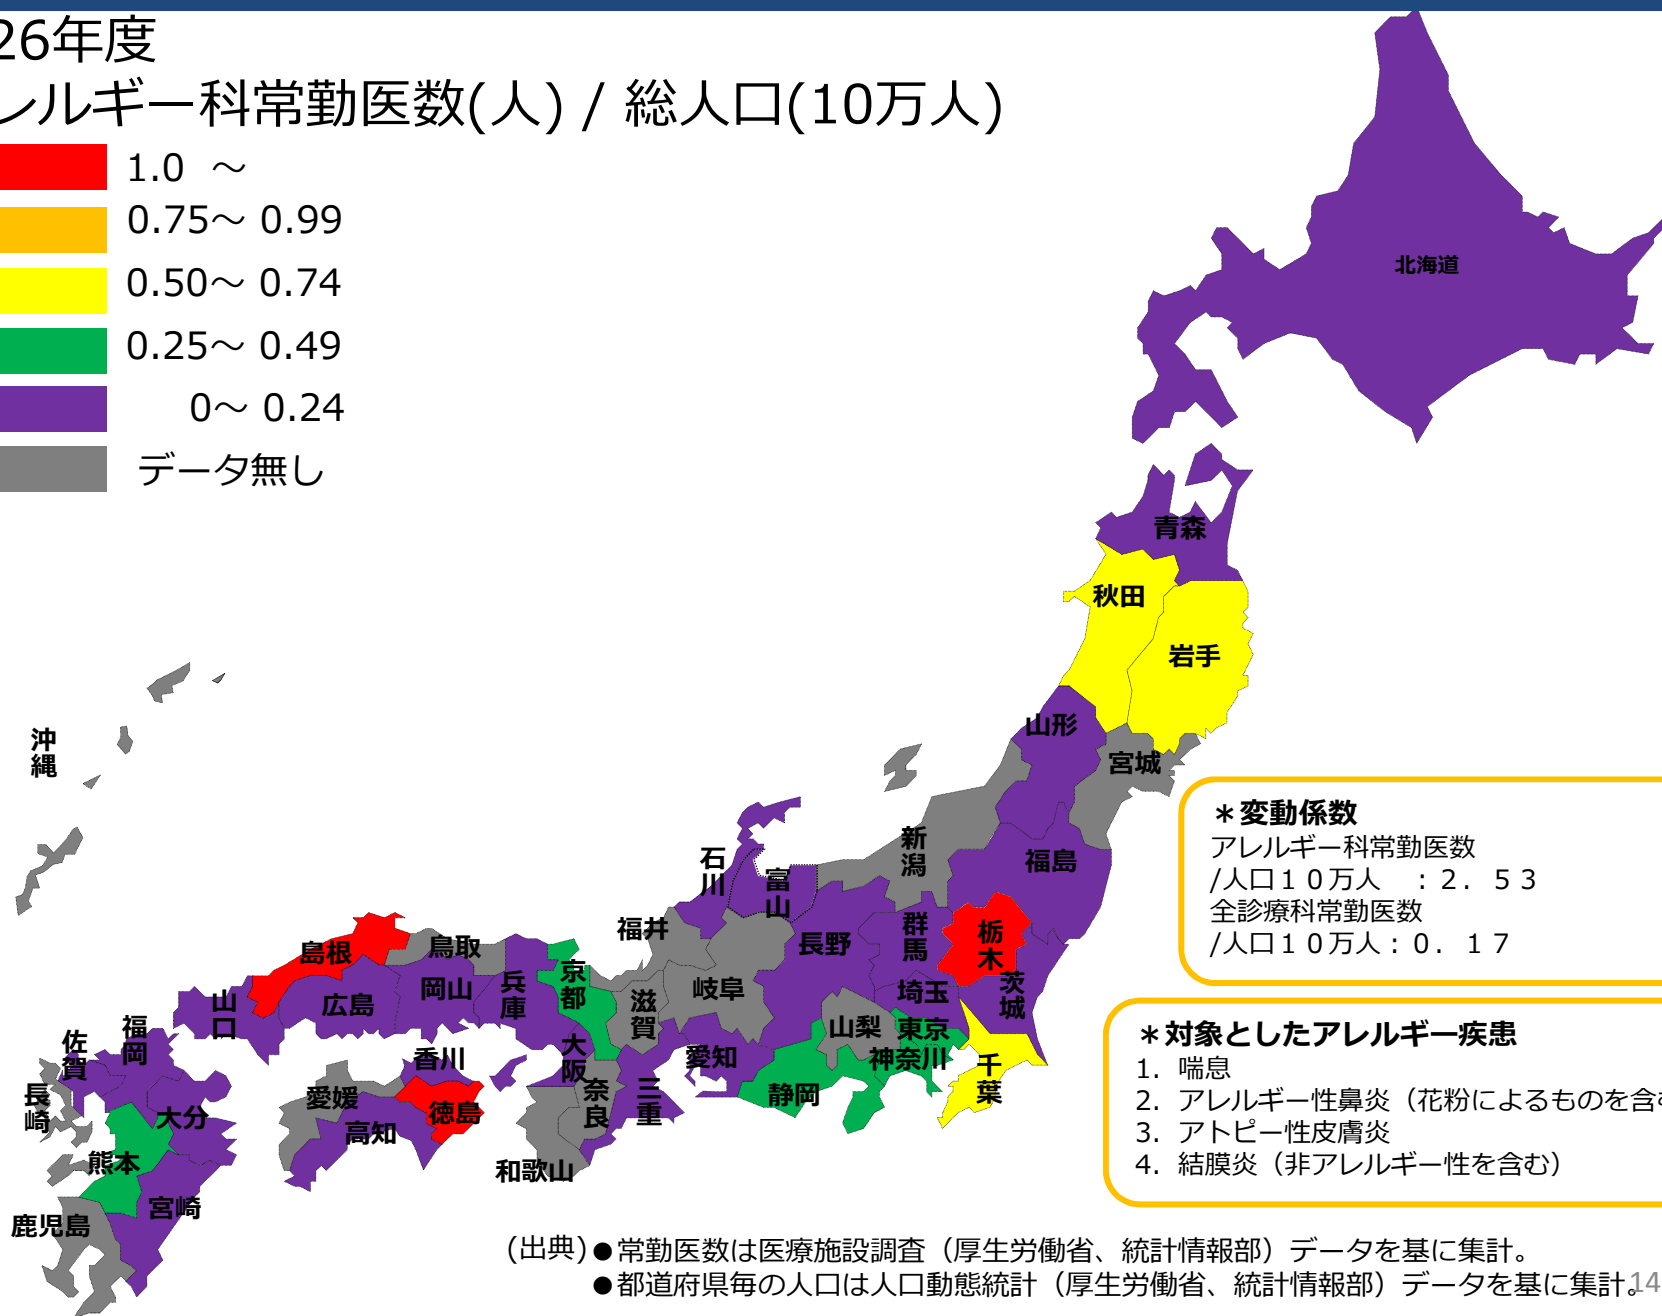 26年度
レルギー科常勤医数(人) / 総人口(10万人)
1.0 ～
0.75～ 0.99
0.50～ 0.74
0.25～ 0.49
0～ 0.24
データ無し
北海道
青森
秋田
岩手
山形
宮城
沖縄
新潟
福島
石川
富山
福井
長野
群馬
栃木
茨城
島根
鳥取
京都
兵庫
岡山
広島
山口
滋賀
岐阜
埼玉
山梨
東京
神奈川
千葉
佐賀
福岡
香川
大阪
愛知
静岡
長崎
大分
愛媛
徳島
高知
奈良
三重
和歌山
熊本
宮崎
鹿児島
＊変動係数
アレルギー科常勤医数
/人口１０万人　：２．５３
全診療科常勤医数
/人口１０万人：０．１７
＊対象としたアレルギー疾患
1. 喘息
2. アレルギー性鼻炎（花粉によるものを含
3. アトピー性皮膚炎
4. 結膜炎（非アレルギー性を含む）
(出典)●常勤医数は医療施設調査（厚生労働省、統計情報部）データを基に集計。
●都道府県毎の人口は人口動態統計（厚生労働省、統計情報部）データを基に集計。
14